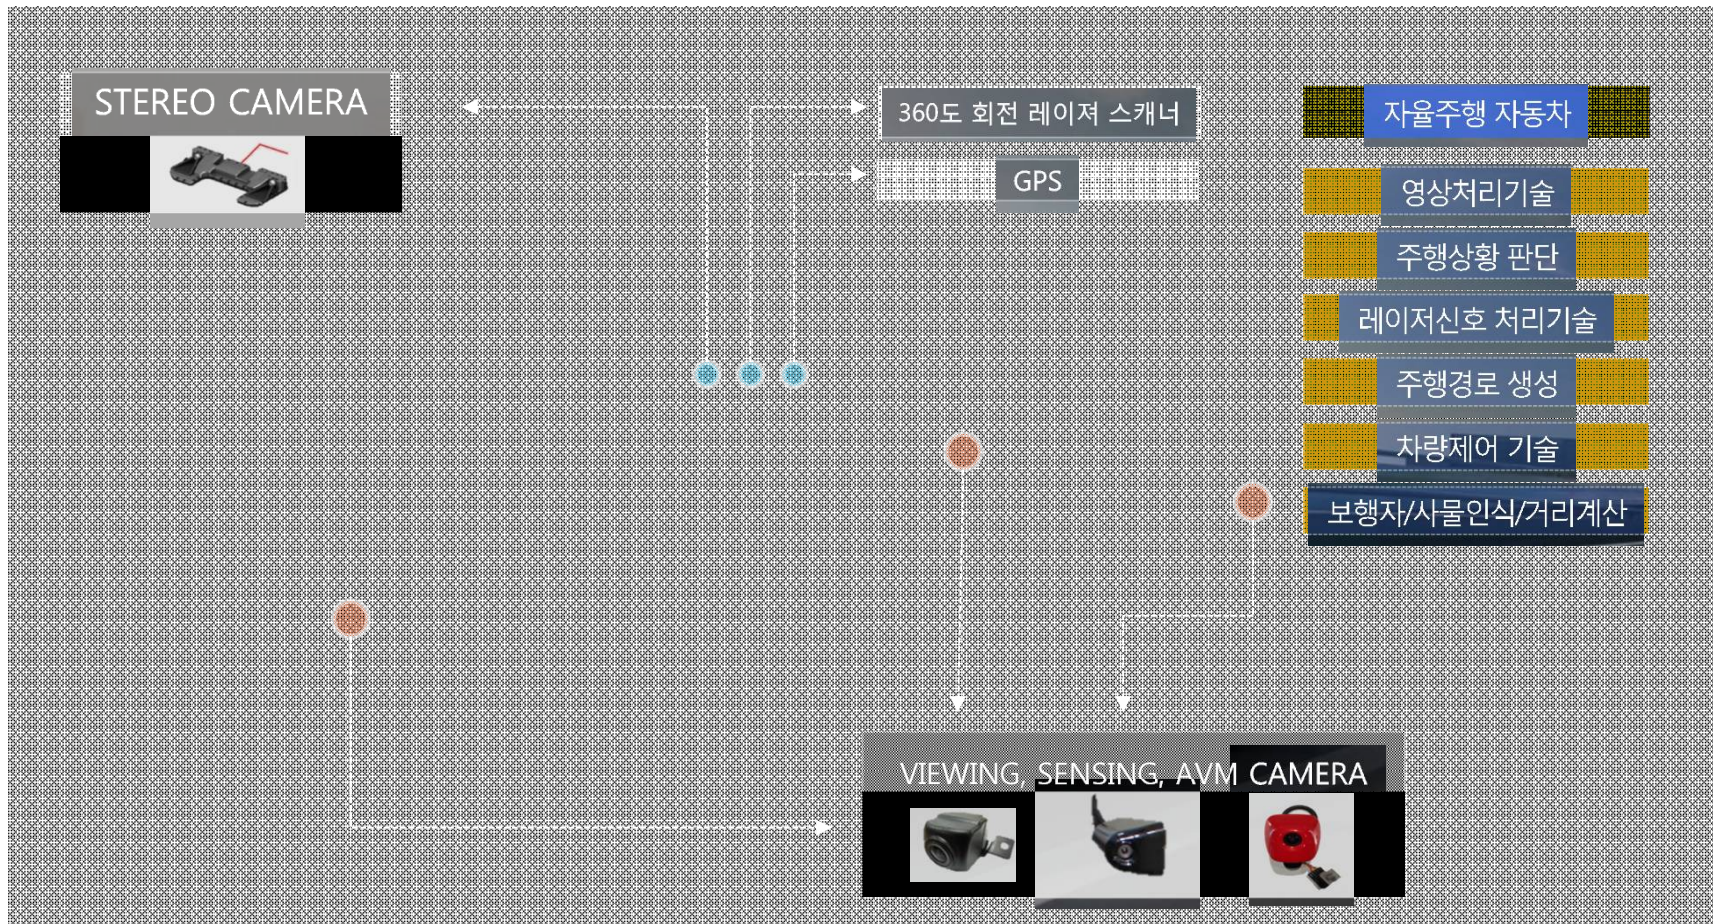 STEREO CAMERA
360도 회전 레이져 스캐너
GPS
자율주행 자동차
영상처리기술
주행상황 판단
레이저신호 처리기술
주행경로 생성
차량제어 기술
보행자/사물인식/거리계산
VIEWING, SENSING, AVM CAMERA